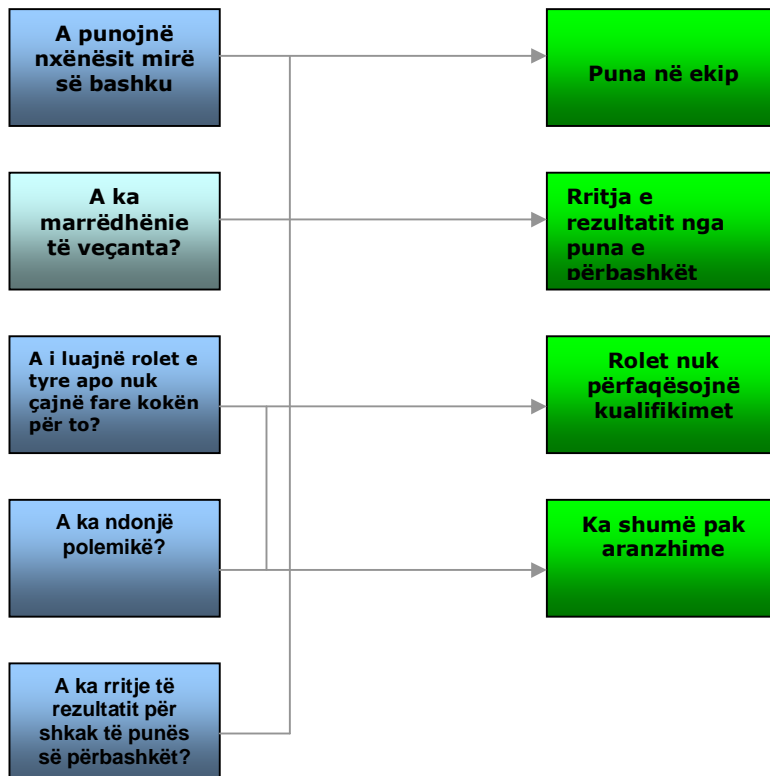 A punojnë
nxënësit mirë
së bashku
Puna në ekip
A ka
marrëdhënie
të veçanta?
Rritja e
rezultatit nga
puna e
përbashkët
A i luajnë rolet e
tyre apo nuk
çajnë fare kokën
për to?
Rolet nuk
përfaqësojnë
kualifikimet
A ka ndonjë
polemikë?
Ka shumë pak
aranzhime
A ka rritje të
rezultatit për
shkak të punës
së përbashkët?